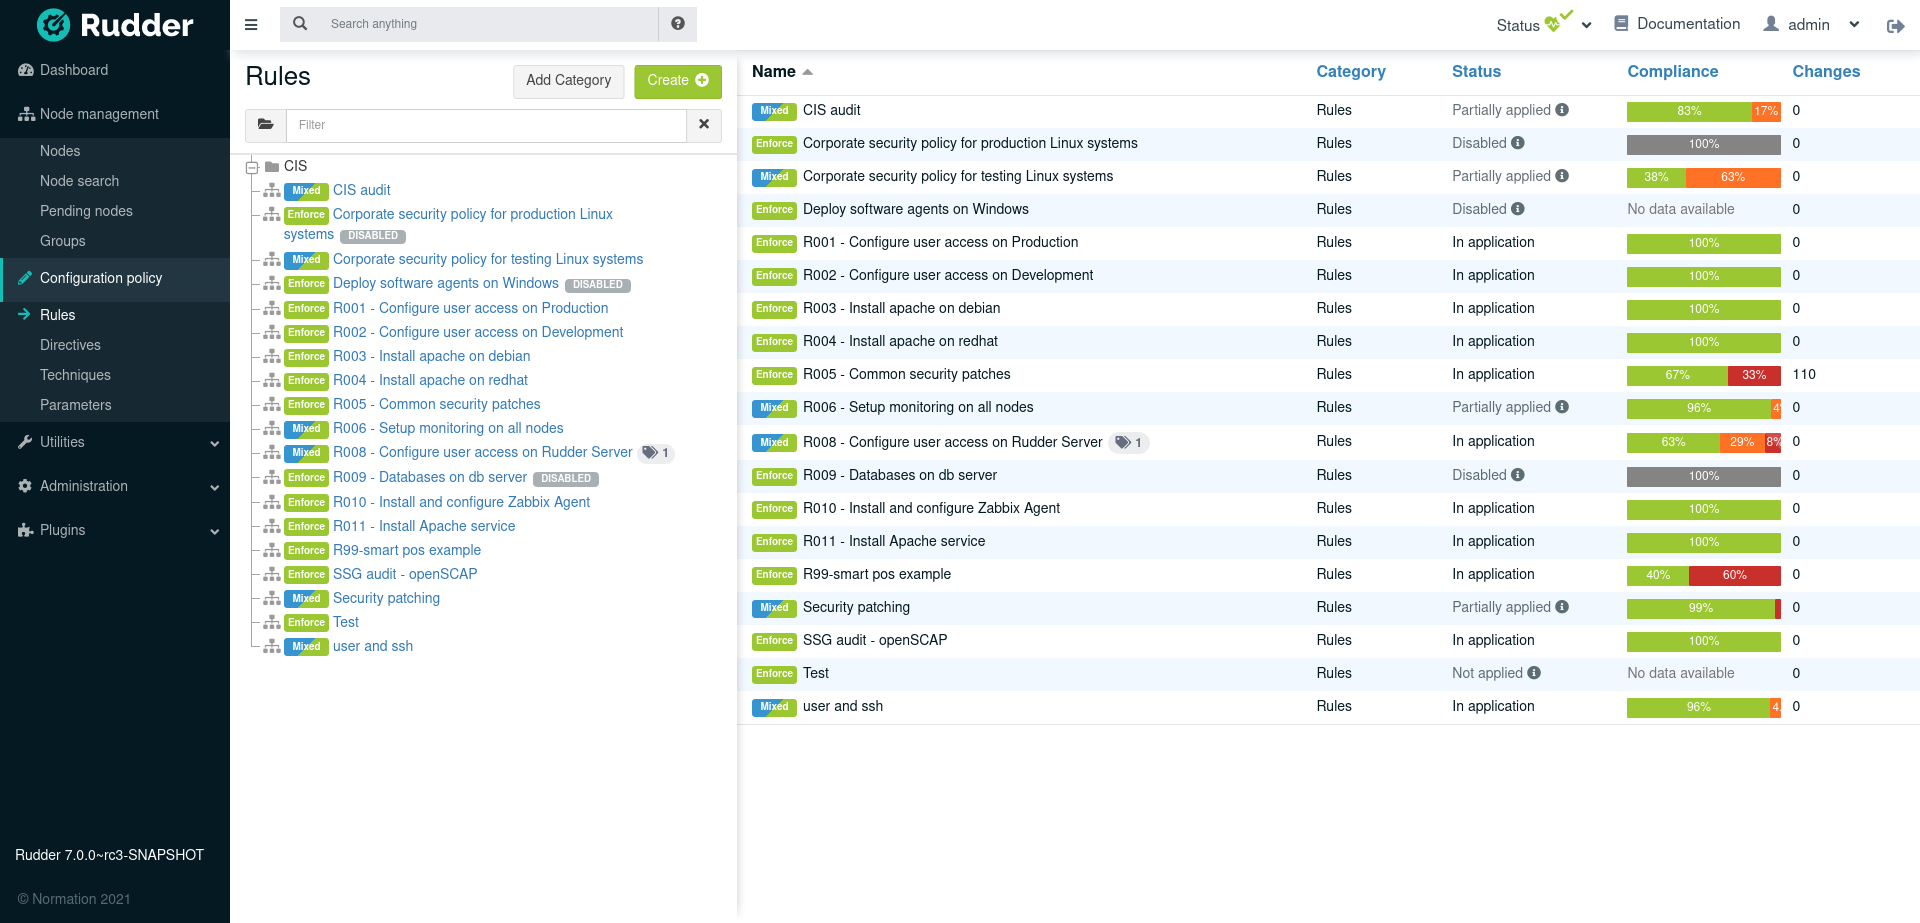 Rudder
Dashboard
Node management
Nodes
Node search
Pending nodes
Groups
Configuration policy
Rules
Directives
Techniques
Parameters
Utilities
Administration
Plugins
Rudder 7.0.0~rc3-SNAPSHOT
© Normation 2021
Search anything
Status
Documentation
admin
Rules
Add Category
Create
Filter
CIS
Mixed CIS audit
Enforce Corporate security policy for production Linux
systems DISABLED
Mixed Corporate security policy for testing Linux systems
Enforce Deploy software agents on Windows DISABLED
Enforce R001 - Configure user access on Production
Enforce R002 - Configure user access on Development
Enforce R003 - Install apache on debian
Enforce R004 - Install apache on redhat
Enforce R005 - Common security patches
Mixed R006 - Setup monitoring on all nodes
Mixed R008 - Configure user access on Rudder Server 1
Enforce R009 - Databases on db server DISABLED
Enforce R010 - Install and configure Zabbix Agent
Enforce R011 - Install Apache service
Enforce R99-smart pos example
Enforce SSG audit - openSCAP
Mixed Security patching
Enforce Test
Mixed user and ssh
Name Category Status Compliance Changes
Mixed CIS audit Rules Partially applied 83% 17% 0
Enforce Corporate security policy for production Linux systems Rules Disabled 100% 0
Mixed Corporate security policy for testing Linux systems Rules Partially applied 38% 63% 0
Enforce Deploy software agents on Windows Rules Disabled No data available 0
Enforce R001 - Configure user access on Production Rules In application 100% 0
Enforce R002 - Configure user access on Development Rules In application 100% 0
Enforce R003 - Install apache on debian Rules In application 100% 0
Enforce R004 - Install apache on redhat Rules In application 100% 0
Enforce R005 - Common security patches Rules In application 67% 33% 110
Mixed R006 - Setup monitoring on all nodes Rules Partially applied 96% 4 0
Mixed R008 - Configure user access on Rudder Server 1 Rules In application 63% 29% 8% 0
Enforce R009 - Databases on db server Rules Disabled 100% 0
Enforce R010 - Install and configure Zabbix Agent Rules In application 100% 0
Enforce R011 - Install Apache service Rules In application 100% 0
Enforce R99-smart pos example Rules In application 40% 60% 0
Mixed Security patching Rules Partially applied 99% 0
Enforce SSG audit - openSCAP Rules In application 100% 0
Enforce Test Rules Not applied No data available 0
Mixed user and ssh Rules In application 96% 4 0